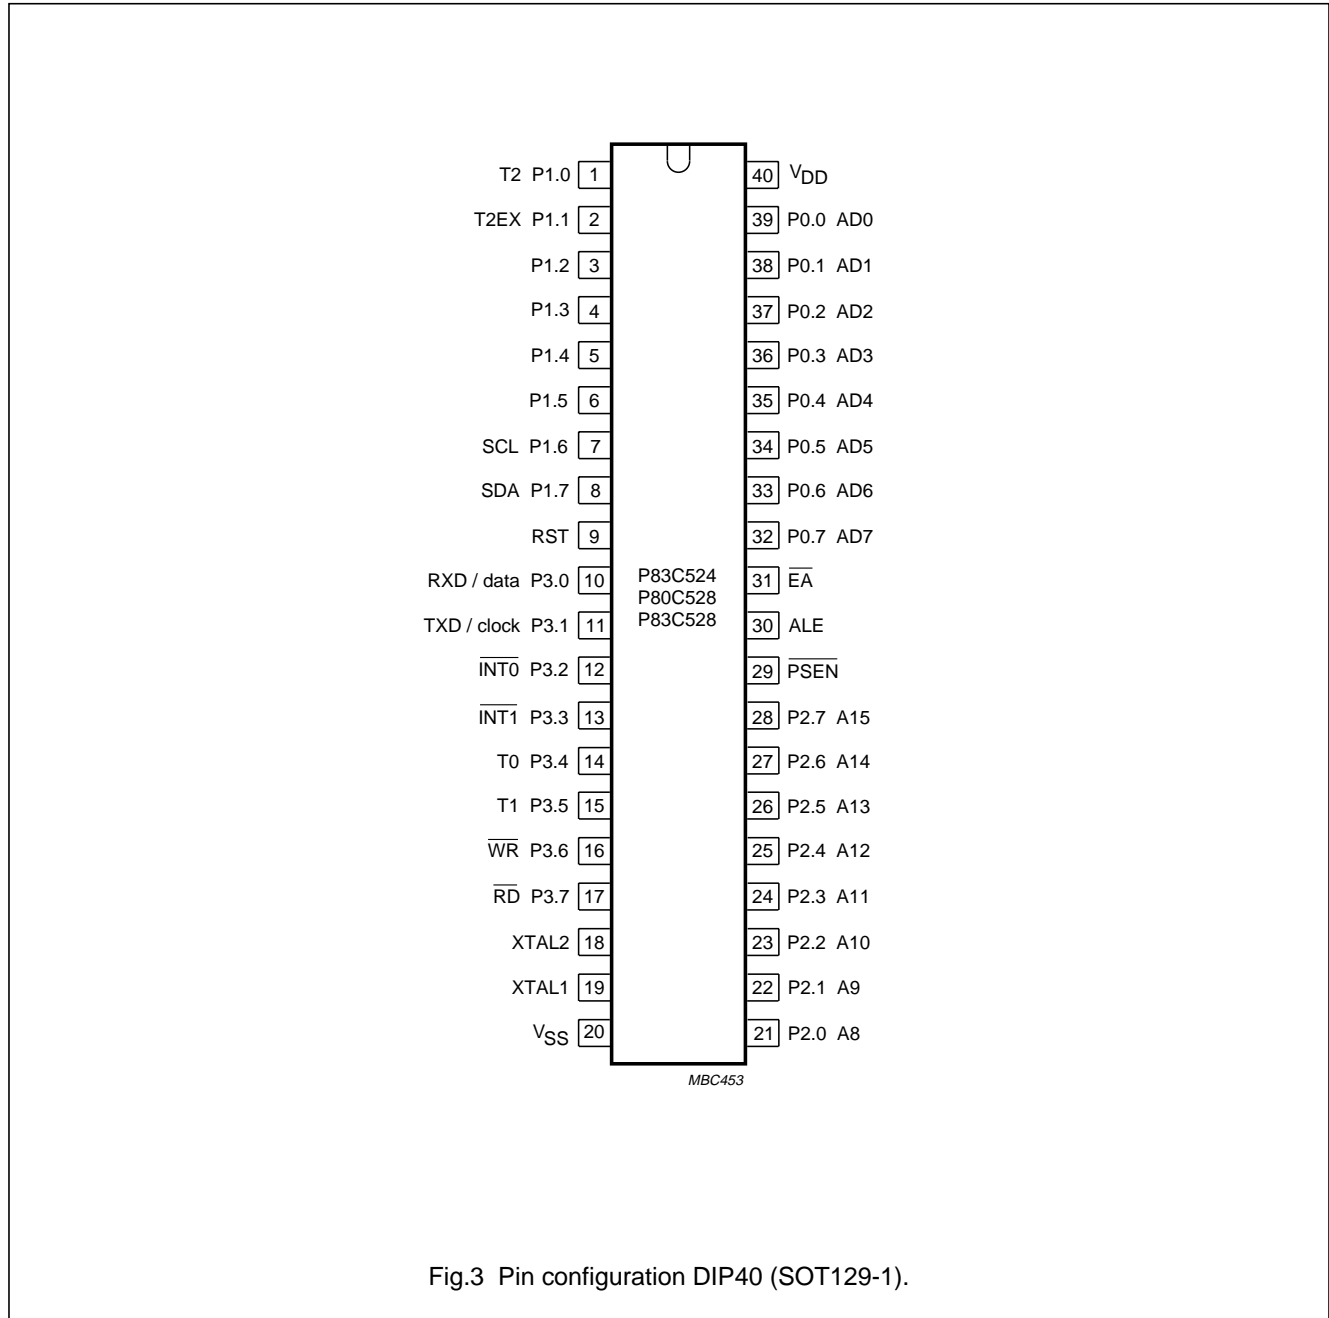 T2 P1.0 1 40 VDD
T2EX P1.1 2 39 P0.0 AD0
P1.2 3 38 P0.1 AD1
P1.3 4 37 P0.2 AD2
P1.4 5 36 P0.3 AD3
P1.5 6 35 P0.4 AD4
SCL P1.6 7 34 P0.5 AD5
SDA P1.7 8 33 P0.6 AD6
RST 9 32 P0.7 AD7
RXD / data P3.0 10 P83C524 31 E̅A̅
P80C528
TXD / clock P3.1 11 P83C528 30 ALE
I̅N̅T̅0̅ P3.2 12 29 P̅S̅E̅N̅
I̅N̅T̅1̅ P3.3 13 28 P2.7 A15
T0 P3.4 14 27 P2.6 A14
T1 P3.5 15 26 P2.5 A13
W̅R̅ P3.6 16 25 P2.4 A12
R̅D̅ P3.7 17 24 P2.3 A11
XTAL2 18 23 P2.2 A10
XTAL1 19 22 P2.1 A9
VSS 20 21 P2.0 A8
MBC453
Fig.3 Pin configuration DIP40 (SOT129-1).